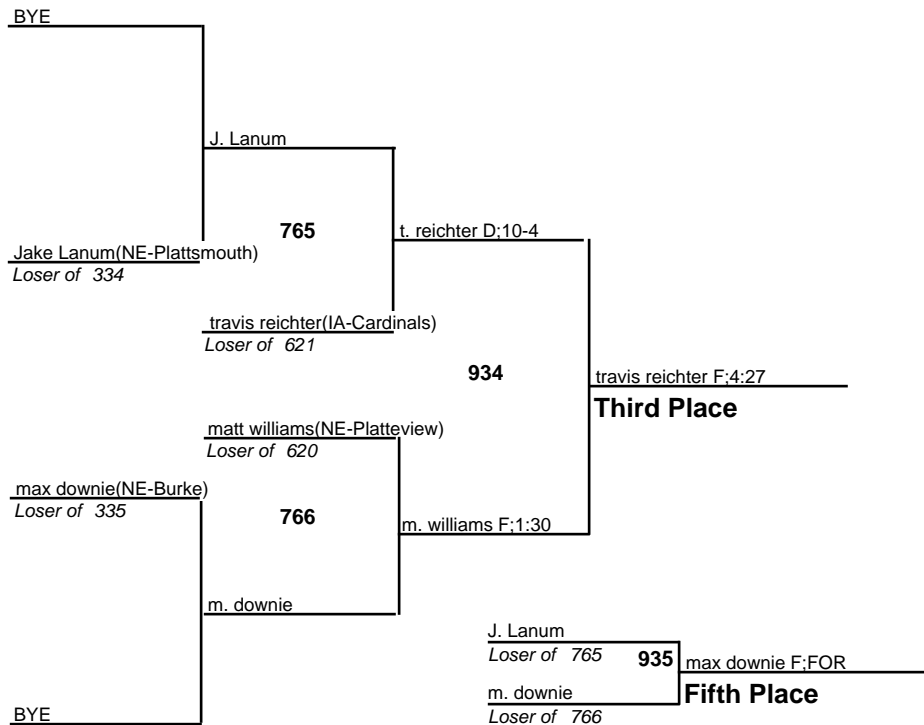 BYE
J. Lanum
765
t. reichter D;10-4
Jake Lanum(NE-Plattsmouth)
Loser of 334
travis reichter(IA-Cardinals)
Loser of 621
934
travis reichter F;4:27
Third Place
matt williams(NE-Platteview)
Loser of 620
max downie(NE-Burke)
Loser of 335
766
m. williams F;1:30
m. downie
J. Lanum
Loser of 765
935
max downie F;FOR
Fifth Place
m. downie
Loser of 766
BYE